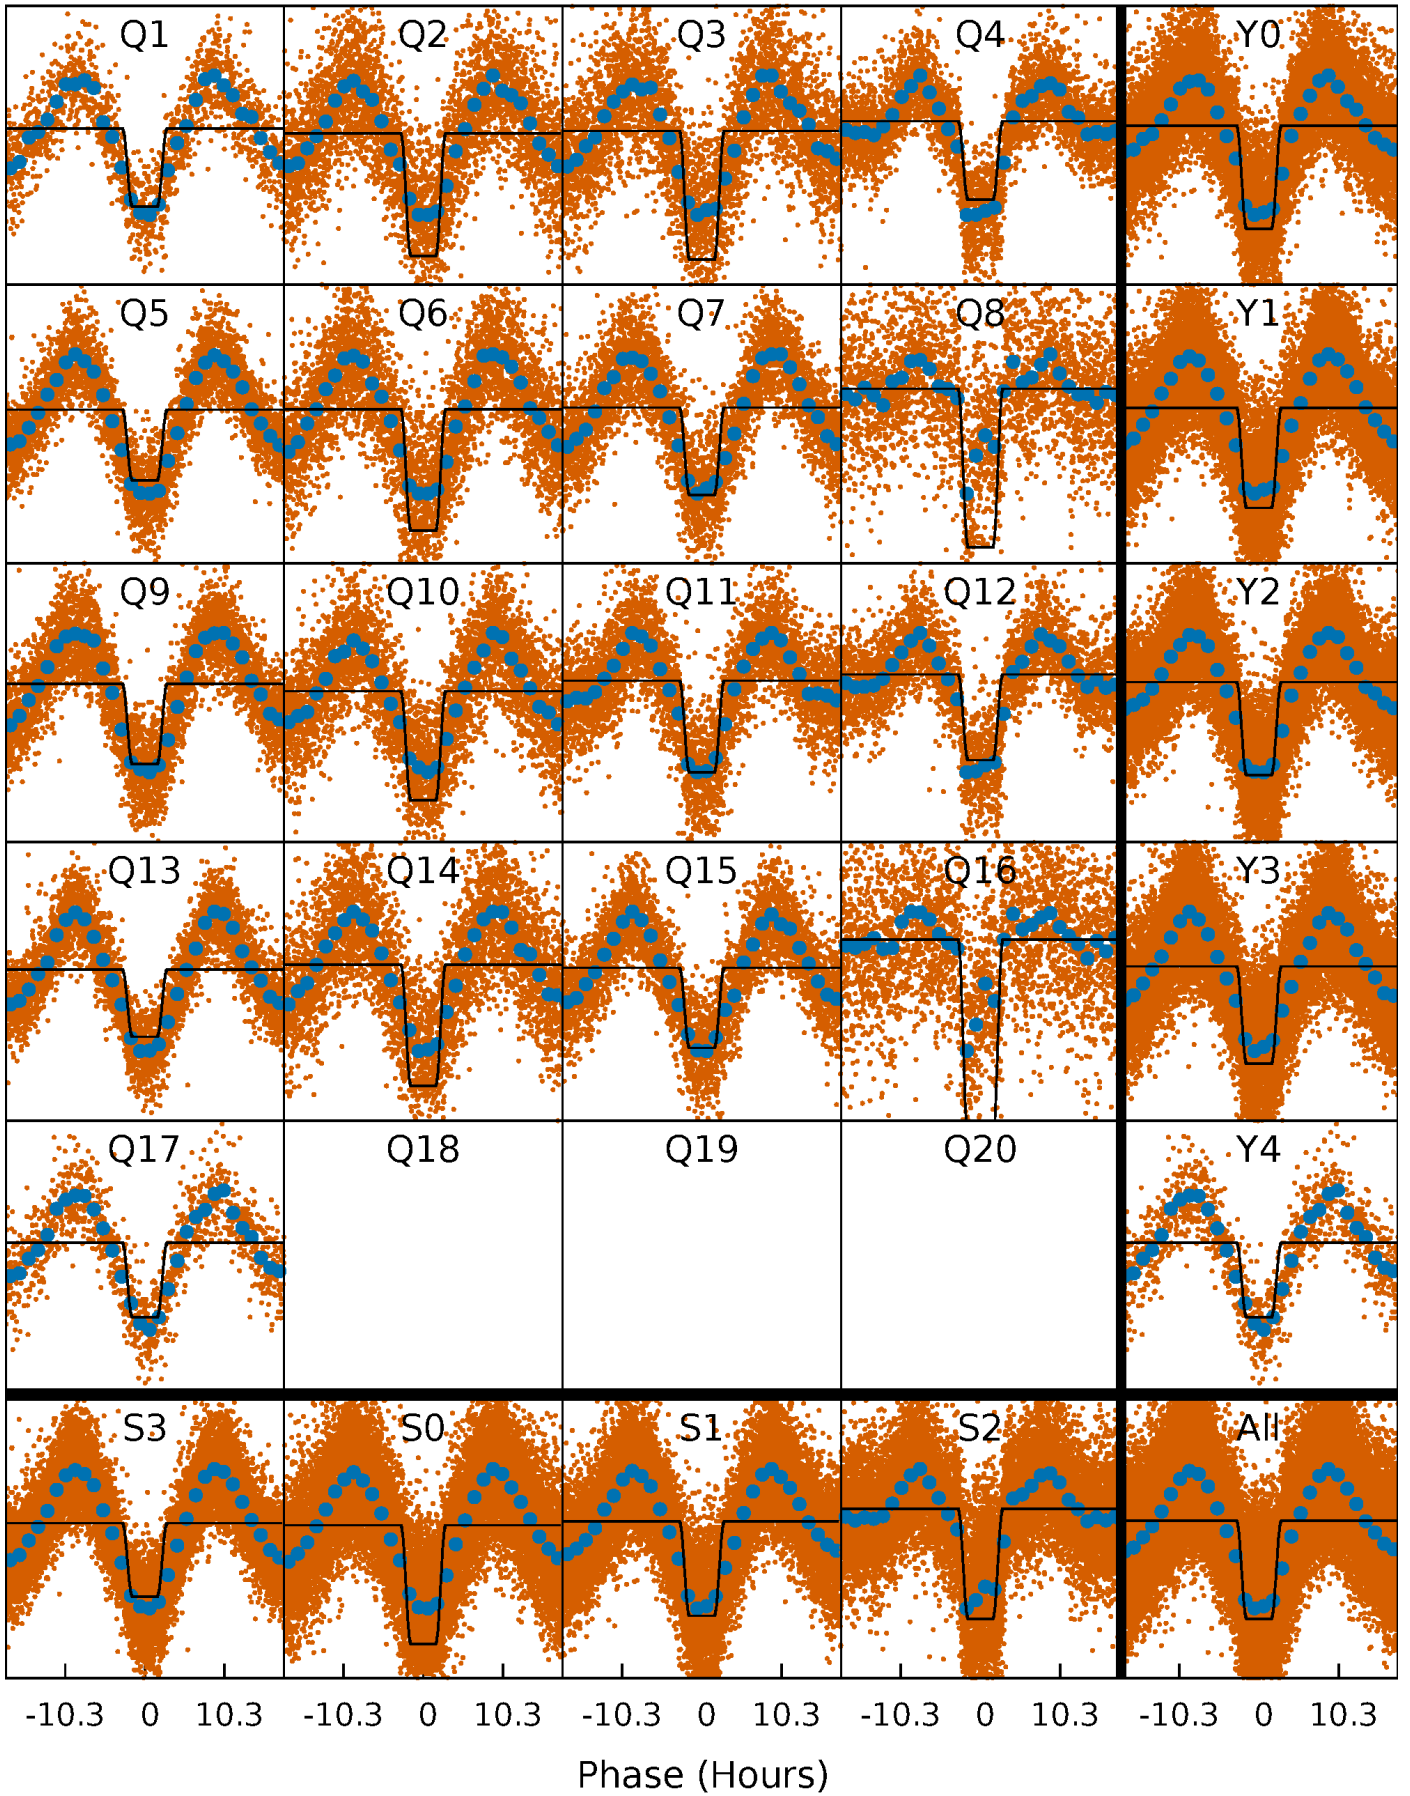 Q1 Q2 Q3 Q4 Y0
Q5 Q6 Q7 Q8 Y1
Q9 Q10 Q11 Q12 Y2
Q13 Q14 Q15 Q16 Y3
Q17 Q18 Q19 Q20 Y4
S3 S0 S1 S2 All
-10.3 0 10.3 -10.3 0 10.3 -10.3 0 10.3 -10.3 0 10.3 -10.3 0 10.3
Phase (Hours)